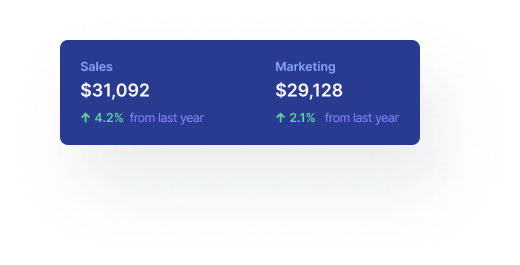 Sales
$31,092
↑ 4.2% from last year
Marketing
$29,128
↑ 2.1% from last year